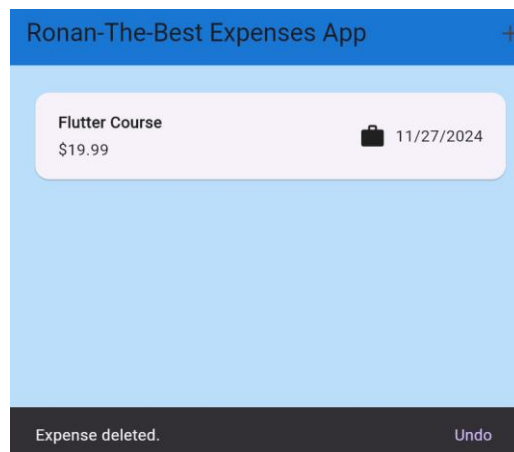 Ronan-The-Best Expenses App +
Flutter Course
$19.99
11/27/2024
Expense deleted.
Undo